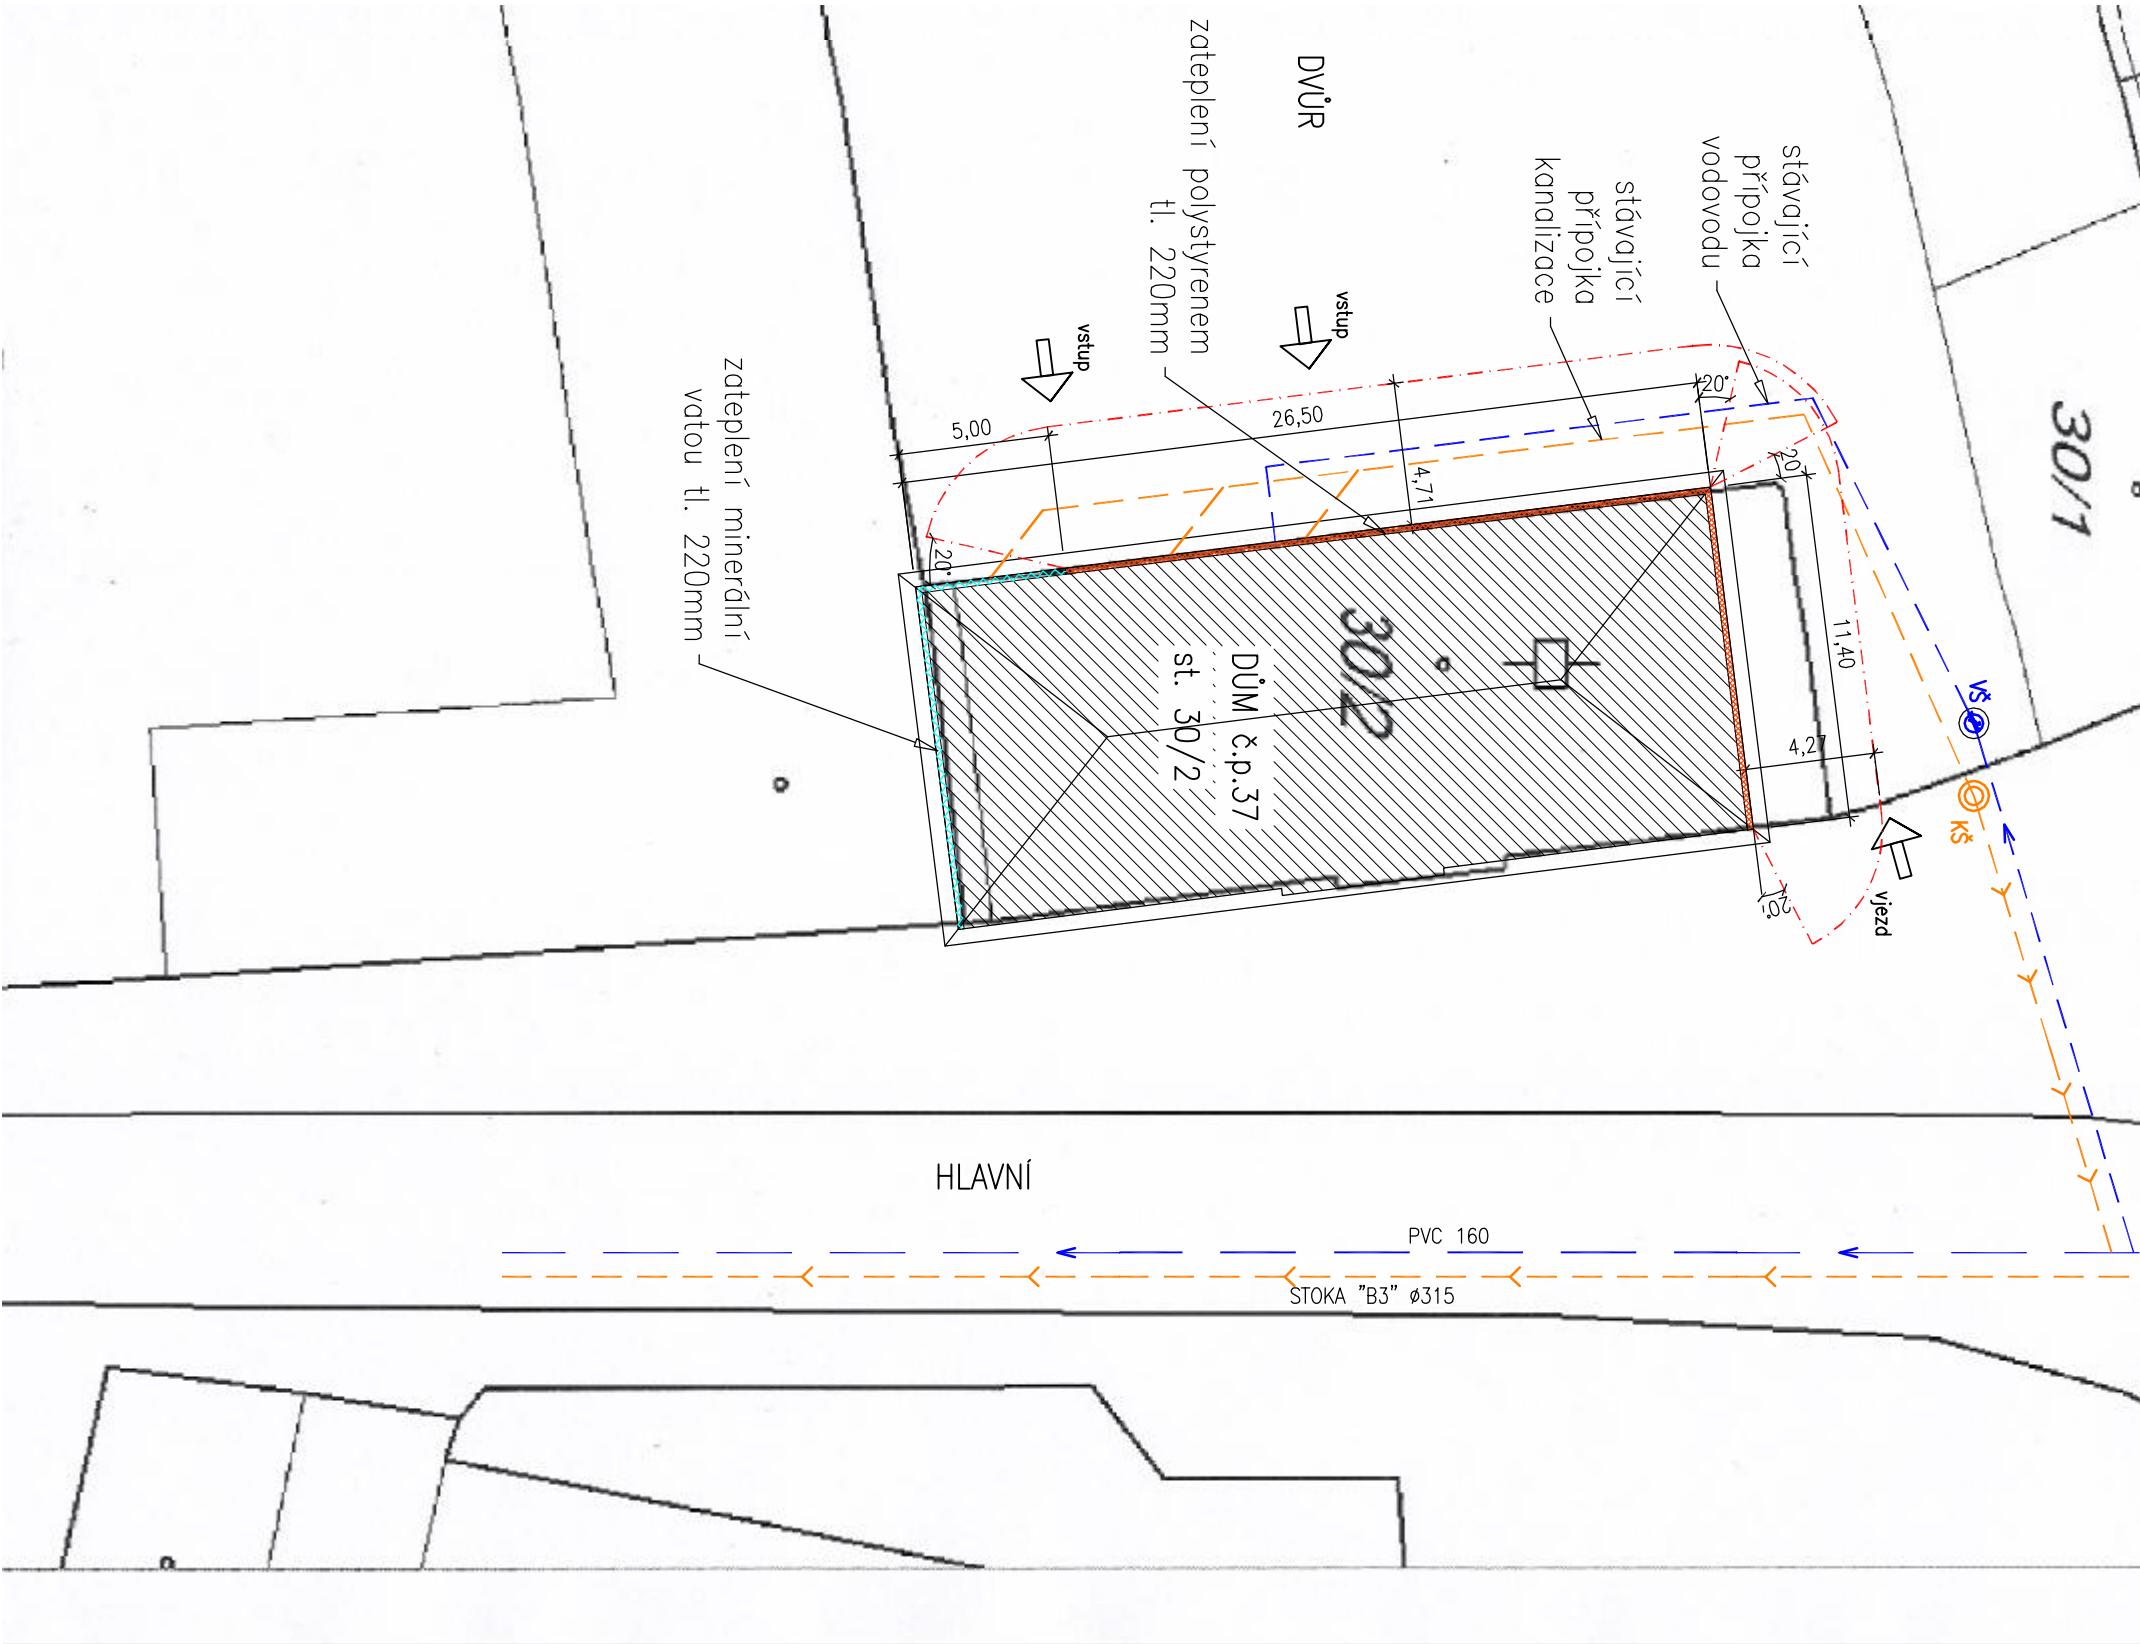 DVŮR
zateplení polystyrenem
tl. 220mm
stávající
přípojka
kanalizace
stávající
přípojka
vodovodu
30/1
vstup
vstup
zateplení minerální
vatou tl. 220mm
5,00
26,50
4,71
20°
20°
20°
11,40
4,27
20°
30/2
DŮM č.p.37
st. 30/2
VŠ
KŠ
vjezd
HLAVNÍ
PVC 160
STOKA "B3" ø315